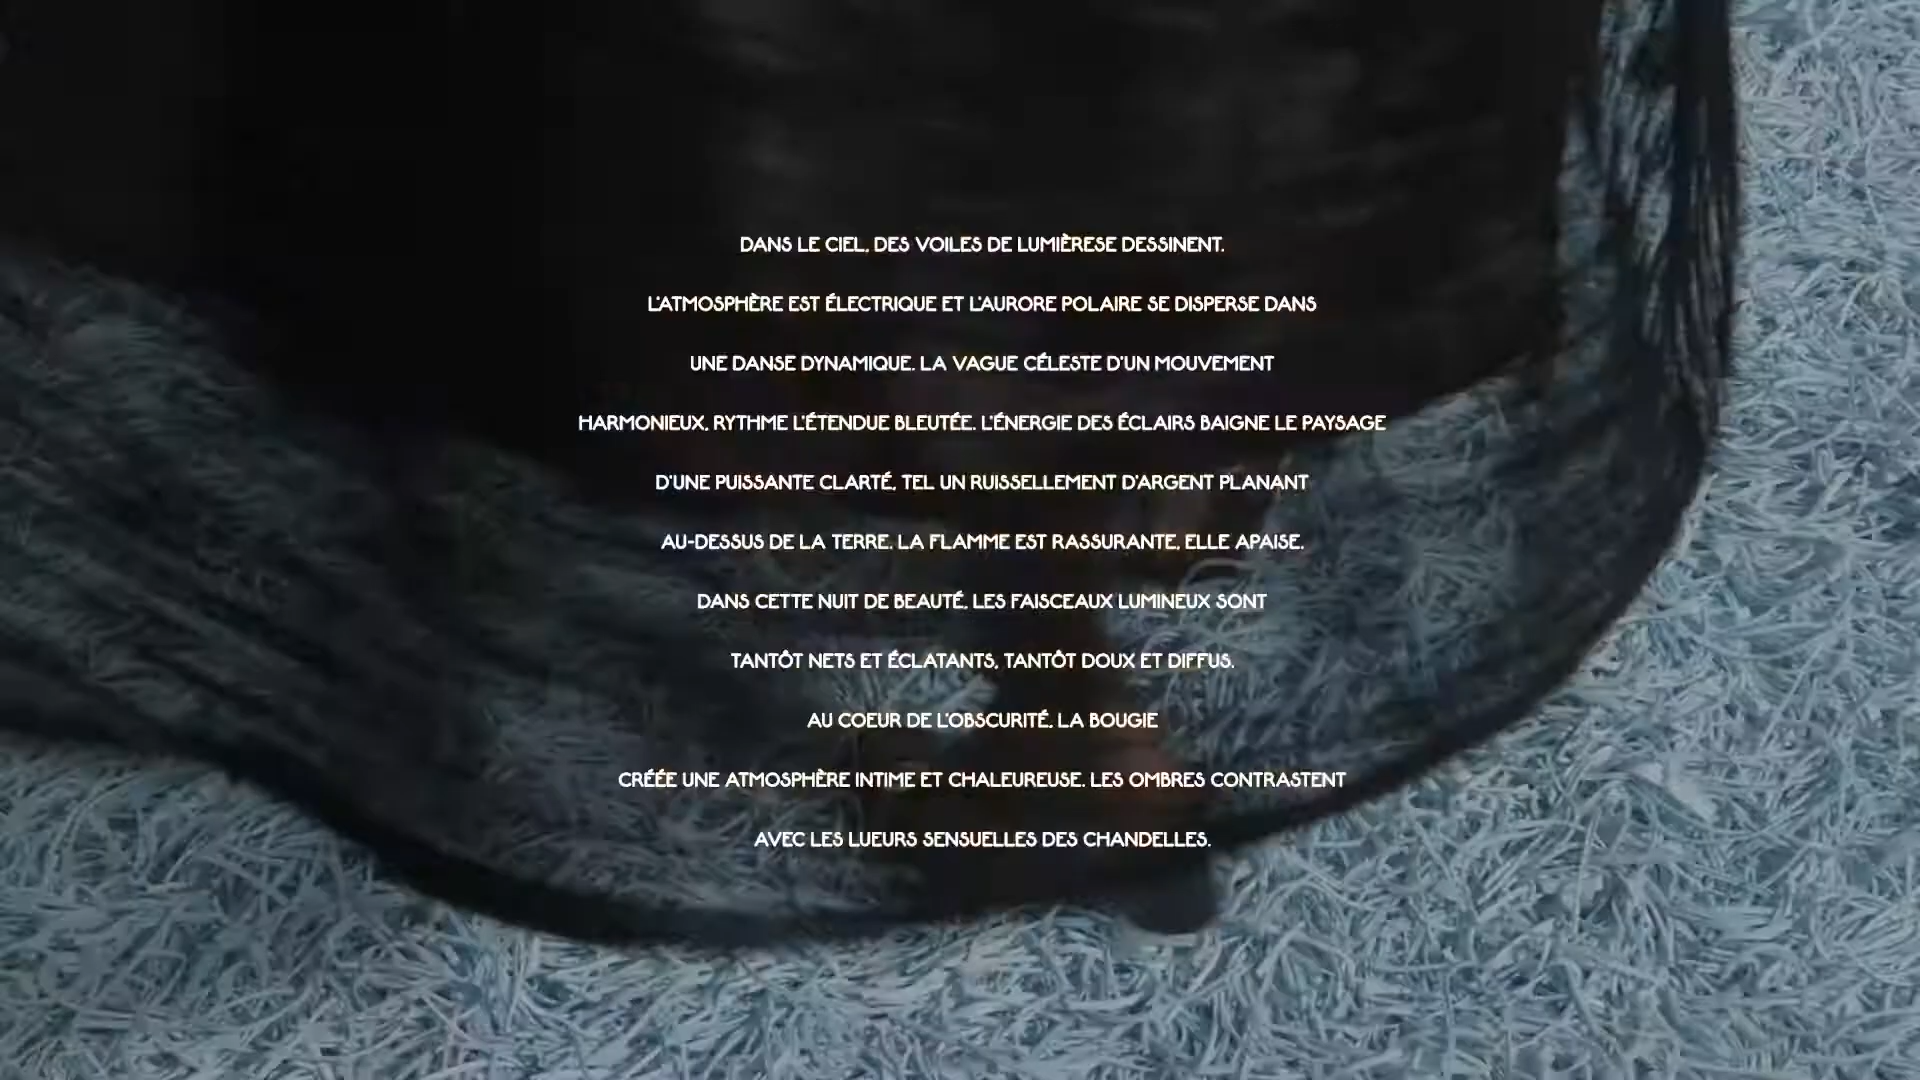 DANS LE CIEL, DES VOILES DE LUMIÈRESE DESSINENT.
L'ATMOSPHÈRE EST ÉLECTRIQUE ET L'AURORE POLAIRE SE DISPERSE DANS
UNE DANSE DYNAMIQUE. LA VAGUE CÉLESTE D'UN MOUVEMENT
HARMONIEUX, RYTHME L'ÉTENDUE BLEUTÉE. L'ÉNERGIE DES ÉCLAIRS BAIGNE LE PAYSAGE
D'UNE PUISSANTE CLARTÉ, TEL UN RUISSELLEMENT D'ARGENT PLANANT
AU-DESSUS DE LA TERRE. LA FLAMME EST RASSURANTE, ELLE APAISE.
DANS CETTE NUIT DE BEAUTÉ, LES FAISCEAUX LUMINEUX SONT
TANTÔT NETS ET ÉCLATANTS, TANTÔT DOUX ET DIFFUS.
AU COEUR DE L'OBSCURITÉ, LA BOUGIE
CRÉÉE UNE ATMOSPHÈRE INTIME ET CHALEUREUSE. LES OMBRES CONTRASTENT
AVEC LES LUEURS SENSUELLES DES CHANDELLES.